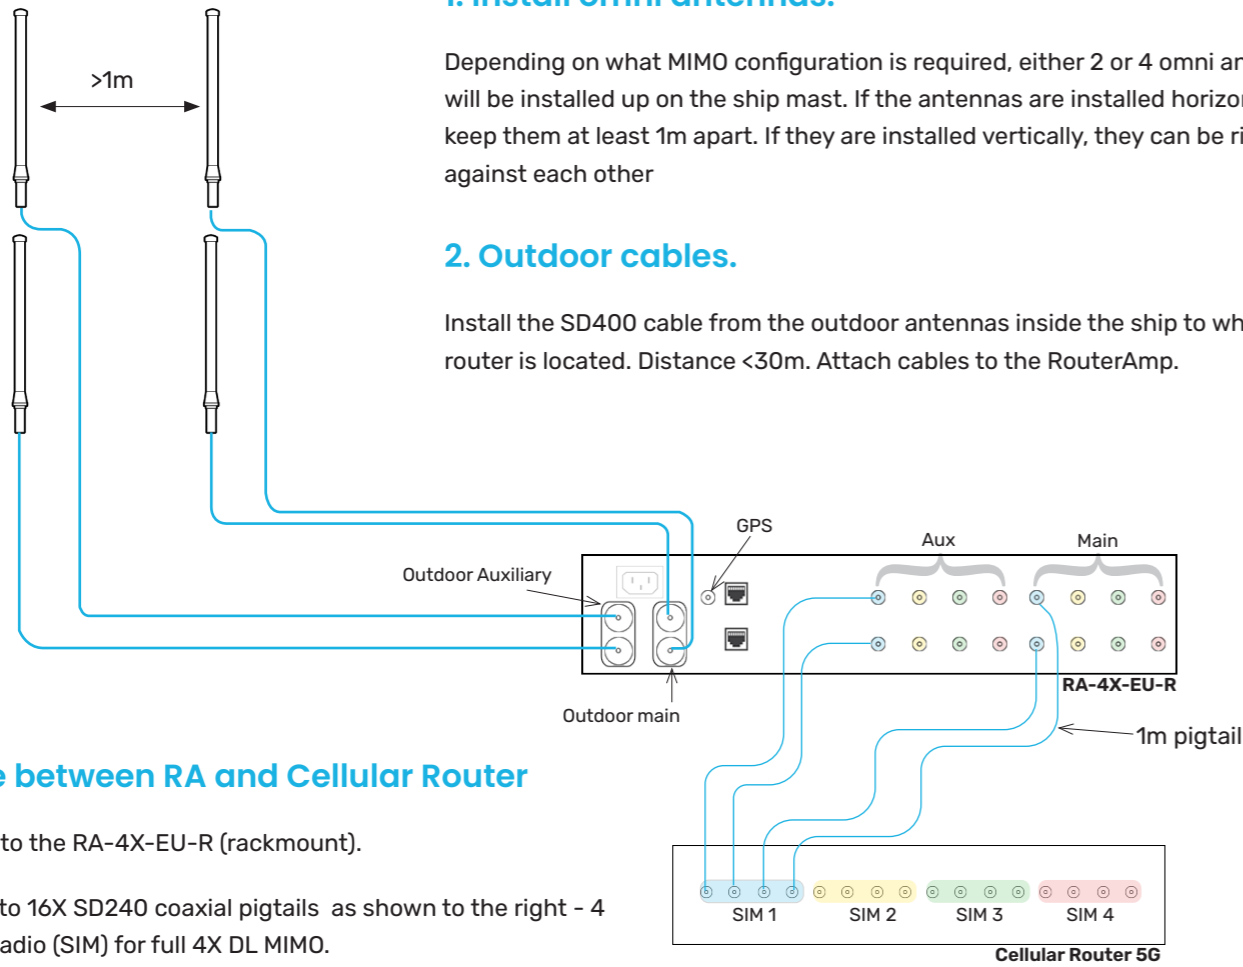 1. Install omni antennas.
>1m
Depending on what MIMO configuration is required, either 2 or 4 omni
will be installed up on the ship mast. If the antennas are installed
keep them at least 1m apart. If they are installed vertically, they can be
against each other
2. Outdoor cables.
Install the SD400 cable from the outdoor antennas inside the ship to
router is located. Distance <30m. Attach cables to the RouterAmp.
GPS
Aux
Main
Outdoor Auxiliary
RA-4X-EU-R
Outdoor main
1m pigtail
between RA and Cellular Router
to the RA-4X-EU-R (rackmount).
to 16X SD240 coaxial pigtails as shown to the right - 4
(SIM) for full 4X DL MIMO.
SIM 1
SIM 2
SIM 3
SIM 4
Cellular Router 5G